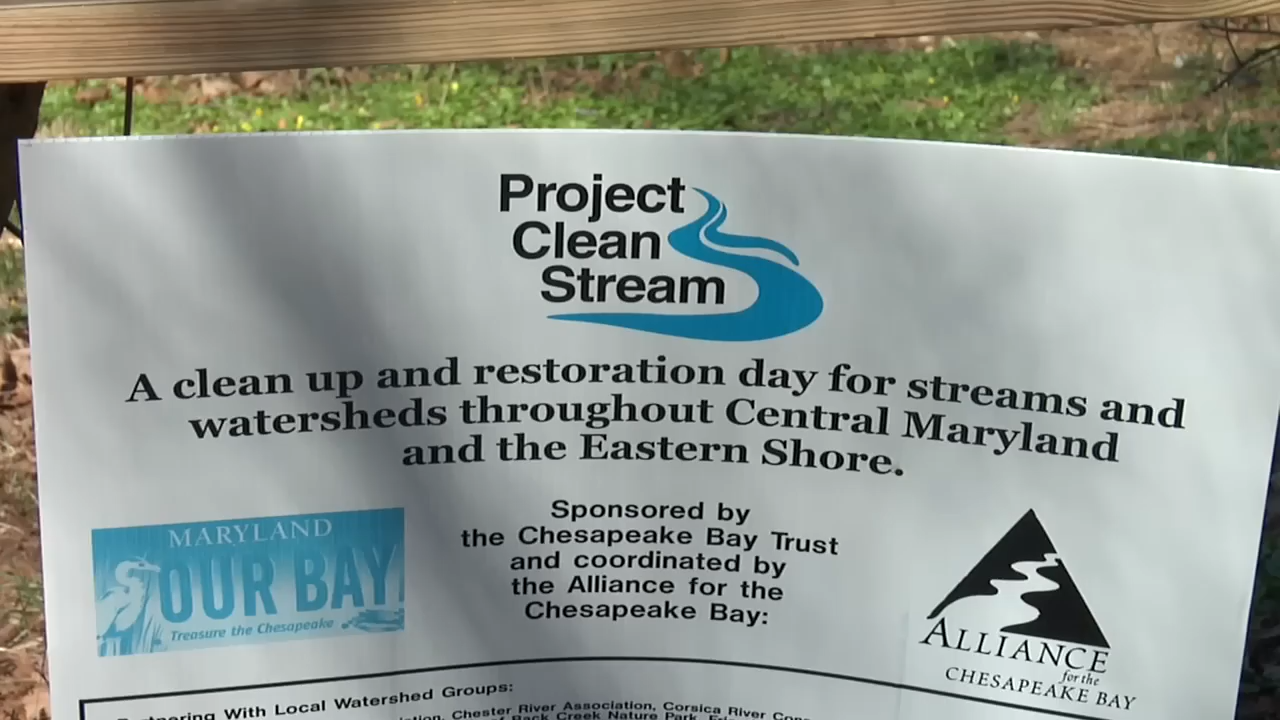 Project
Clean
Stream
A clean up and restoration day for streams and
watersheds throughout Central Maryland
and the Eastern Shore.
MARYLAND
OUR BAY
Treasure the Chesapeake
Sponsored by
the Chesapeake Bay Trust
and coordinated by
the Alliance for the
Chesapeake Bay:
ALLIANCE
for the
CHESAPEAKE BAY
With Local Watershed Groups:
Chester River Association, Corsica River
Back Creek Nature Park,